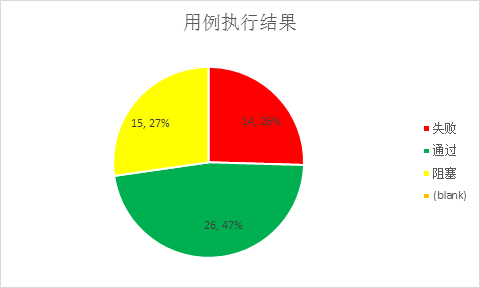 用例执行结果
15, 27%
14, 26%
26, 47%
失败
通过
阻塞
(blank)